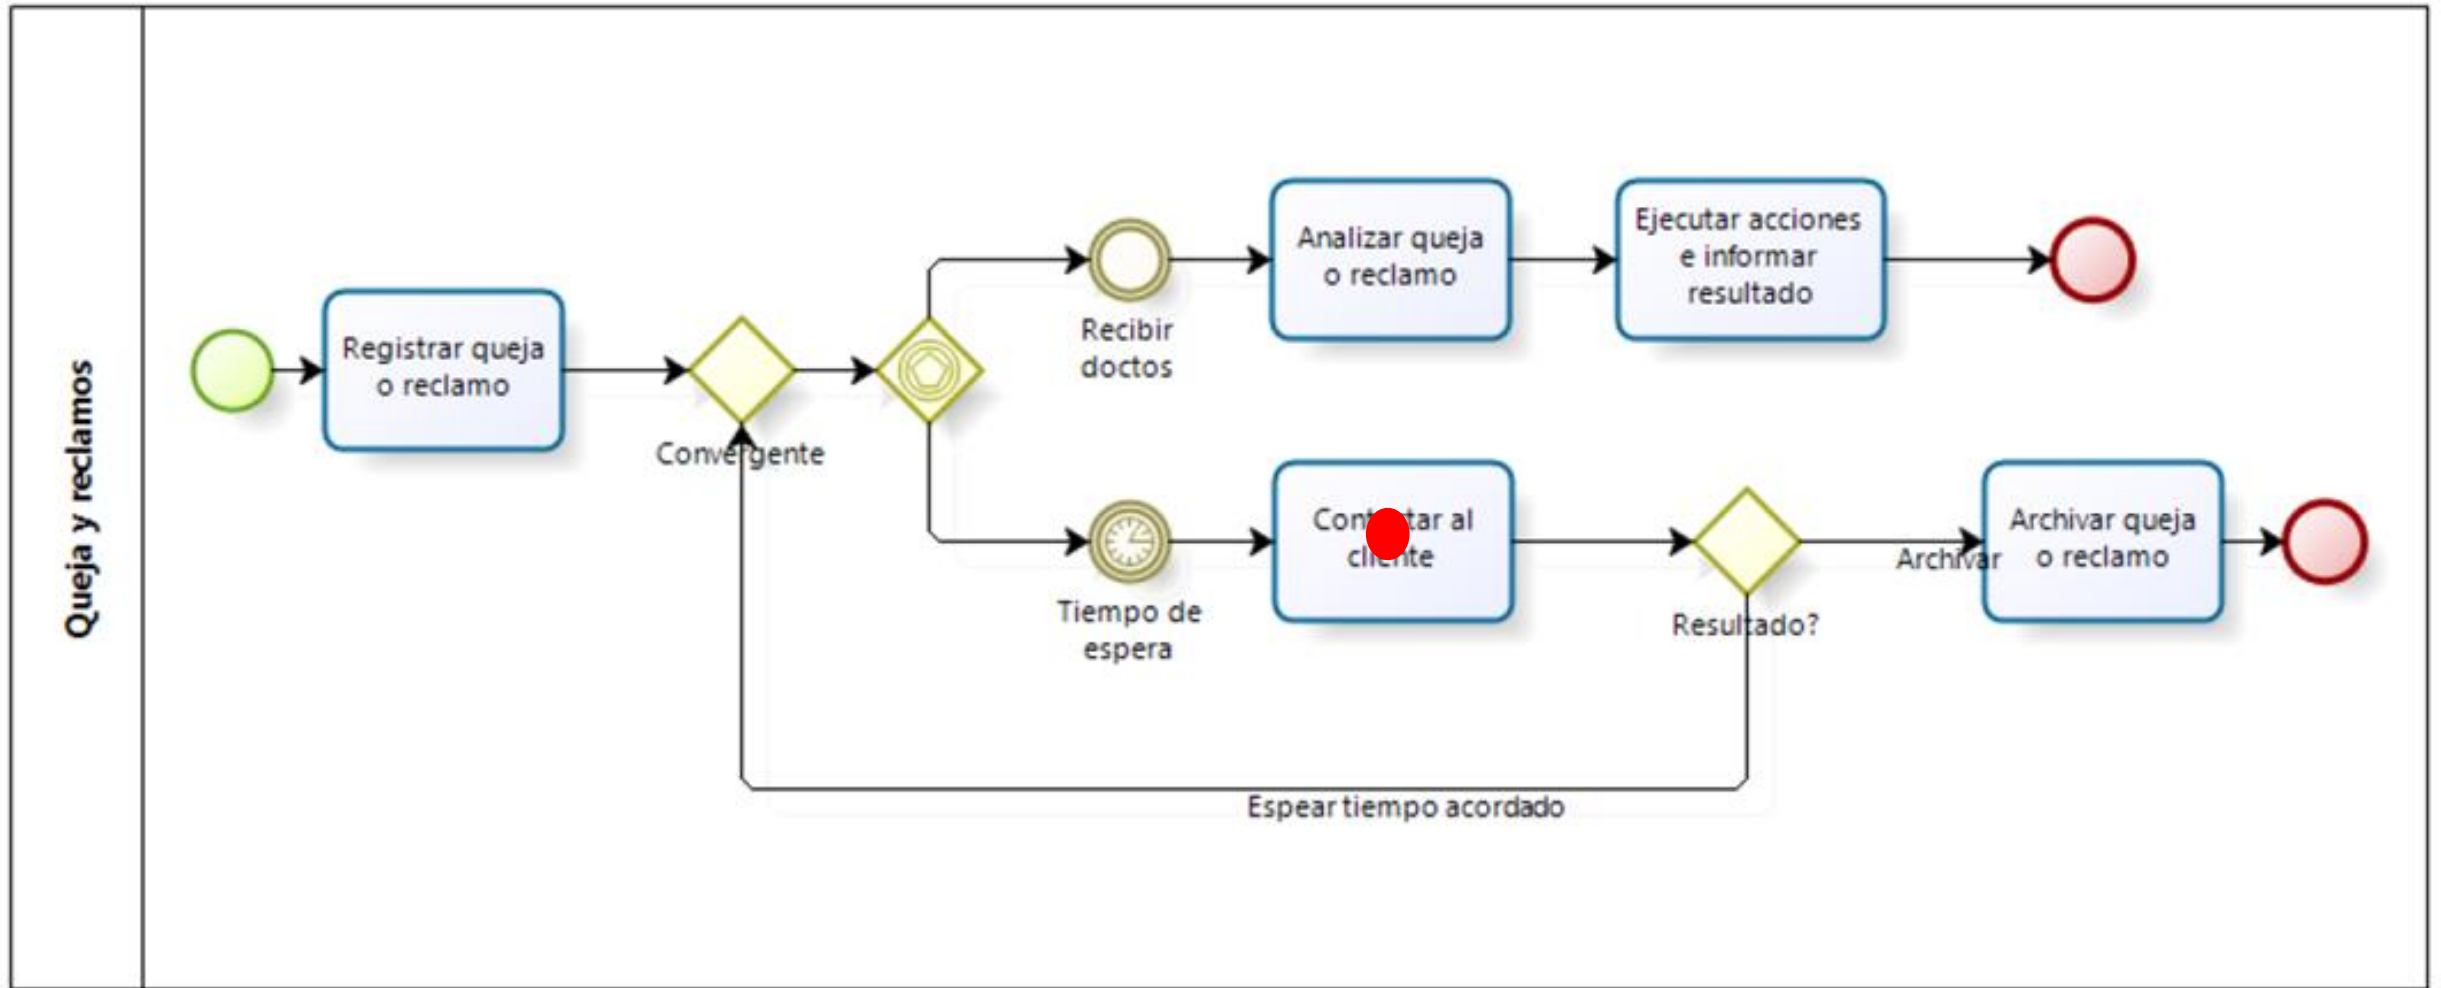 Queja y reclamos
Registrar queja
o reclamo
Convergente
Recibir
doctos
Analizar queja
o reclamo
Ejecutar acciones
e informar
resultado
Tiempo de
espera
al
Resultado?
Archivar
Archivar queja
o reclamo
Espear tiempo acordado